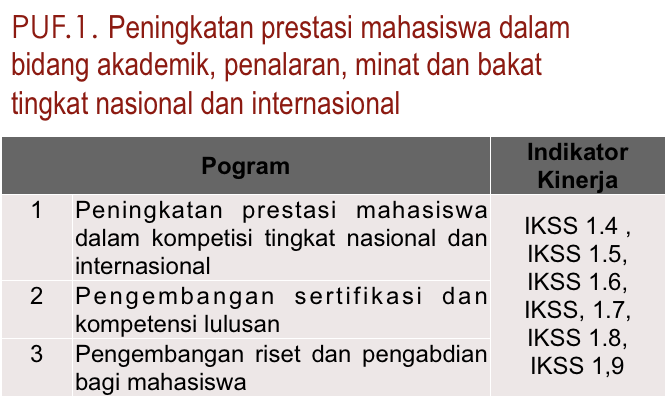 PUF.1. Peningkatan prestasi mahasiswa dalam
bidang akademik, penalaran, minat dan bakat
tingkat nasional dan internasional
Pogram
Indikator
Kinerja
1 Peningkatan prestasi mahasiswa
dalam kompetisi tingkat nasional dan
internasional
2 Pengembangan sertifikasi dan
kompetensi lulusan
3 Pengembangan riset dan pengabdian
bagi mahasiswa
IKSS 1.4 ,
IKSS 1.5,
IKSS 1.6,
IKSS, 1.7,
IKSS 1.8,
IKSS 1,9